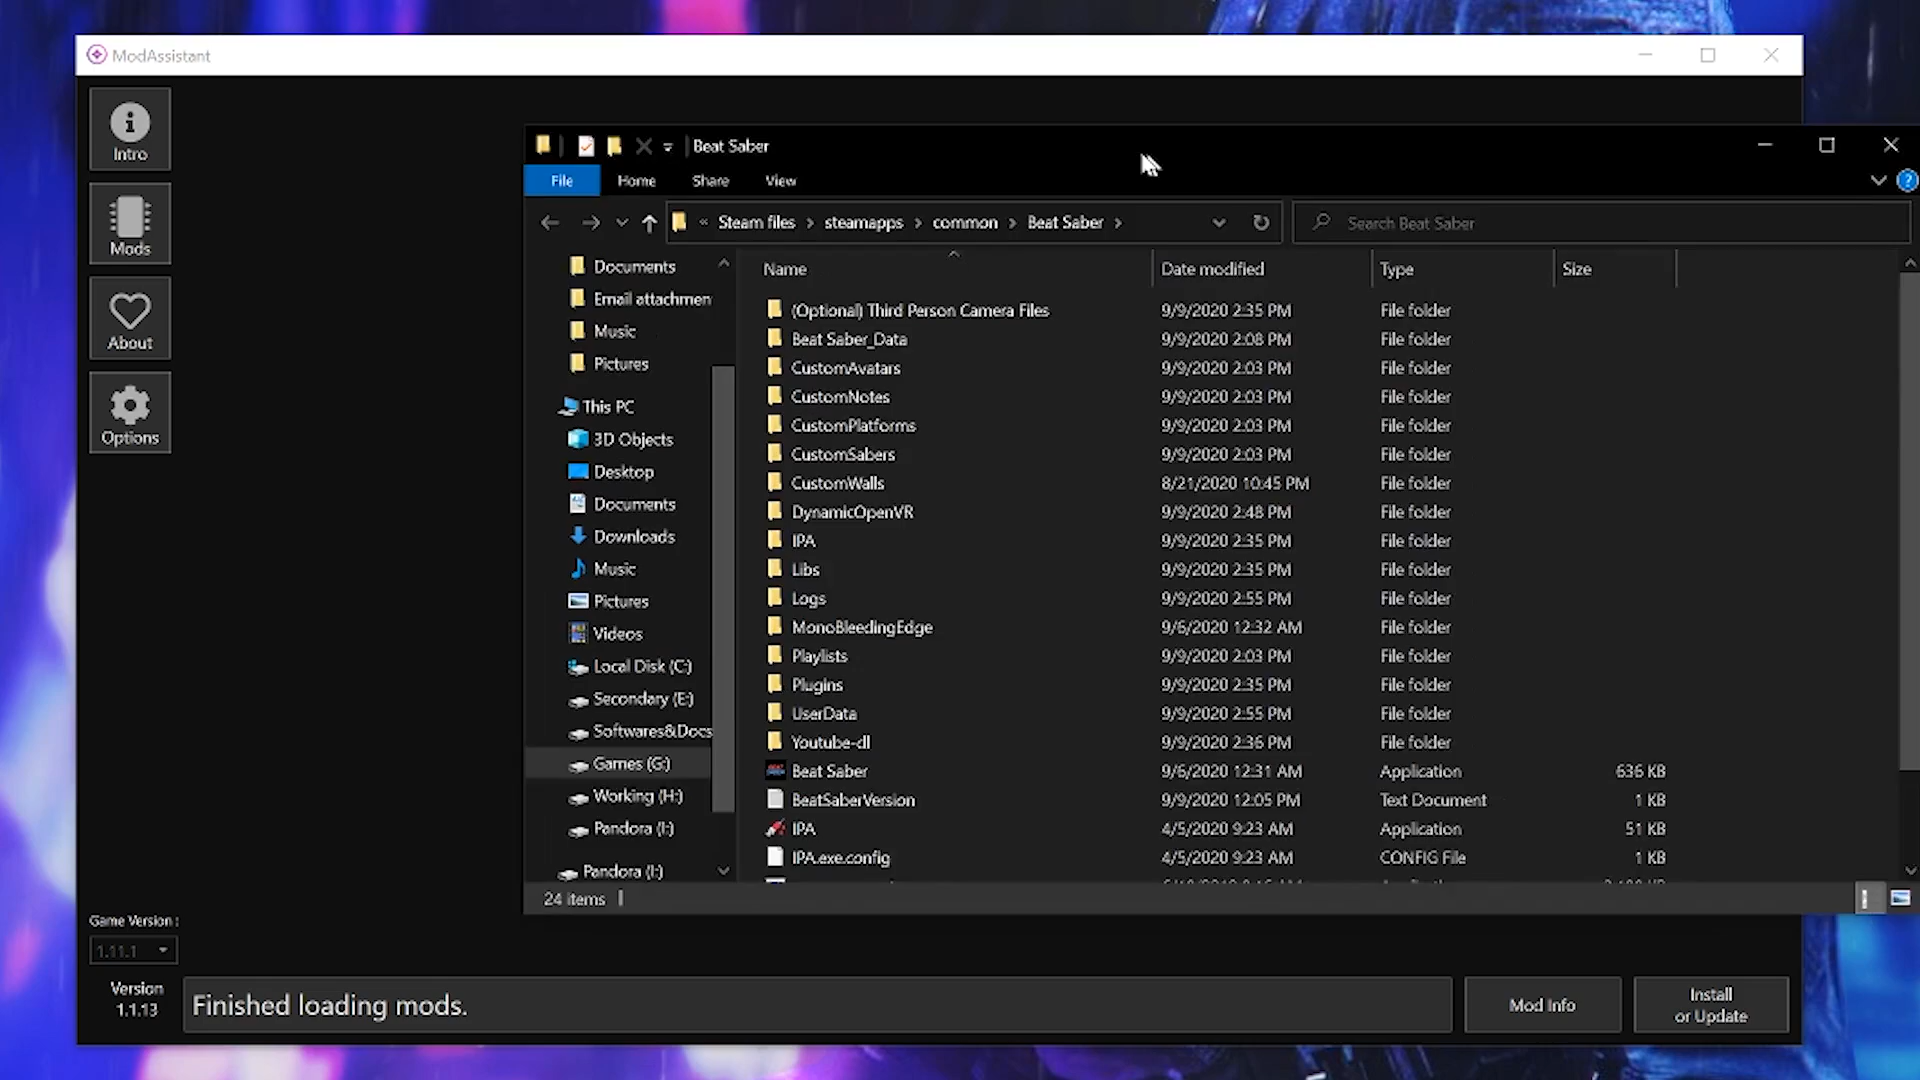 ModAssistant
Intro
Mods
About
Options
Game Version :
1.11.1
Version
1.1.13
Finished loading mods.
Mod Info
Install
or Update
Beat Saber
File Home Share View
« Steam files › steamapps › common › Beat Saber ›
Search Beat Saber
Documents
Email attachmen
Music
Pictures
This PC
3D Objects
Desktop
Documents
Downloads
Music
Pictures
Videos
Local Disk (C:)
Secondary (E:)
Softwares&Docs
Games (G:)
Working (H:)
Pandora (I:)
Pandora (I:)
Name Date modified Type Size
(Optional) Third Person Camera Files 9/9/2020 2:35 PM File folder
Beat Saber_Data 9/9/2020 2:08 PM File folder
CustomAvatars 9/9/2020 2:03 PM File folder
CustomNotes 9/9/2020 2:03 PM File folder
CustomPlatforms 9/9/2020 2:03 PM File folder
CustomSabers 9/9/2020 2:03 PM File folder
CustomWalls 8/21/2020 10:45 PM File folder
DynamicOpenVR 9/9/2020 2:48 PM File folder
IPA 9/9/2020 2:35 PM File folder
Libs 9/9/2020 2:35 PM File folder
Logs 9/9/2020 2:55 PM File folder
MonoBleedingEdge 9/6/2020 12:32 AM File folder
Playlists 9/9/2020 2:03 PM File folder
Plugins 9/9/2020 2:35 PM File folder
UserData 9/9/2020 2:55 PM File folder
Youtube-dl 9/9/2020 2:36 PM File folder
Beat Saber 9/6/2020 12:31 AM Application 636 KB
BeatSaberVersion 9/9/2020 12:05 PM Text Document 1 KB
IPA 4/5/2020 9:23 AM Application 51 KB
IPA.exe.config 4/5/2020 9:23 AM CONFIG File 1 KB
24 items